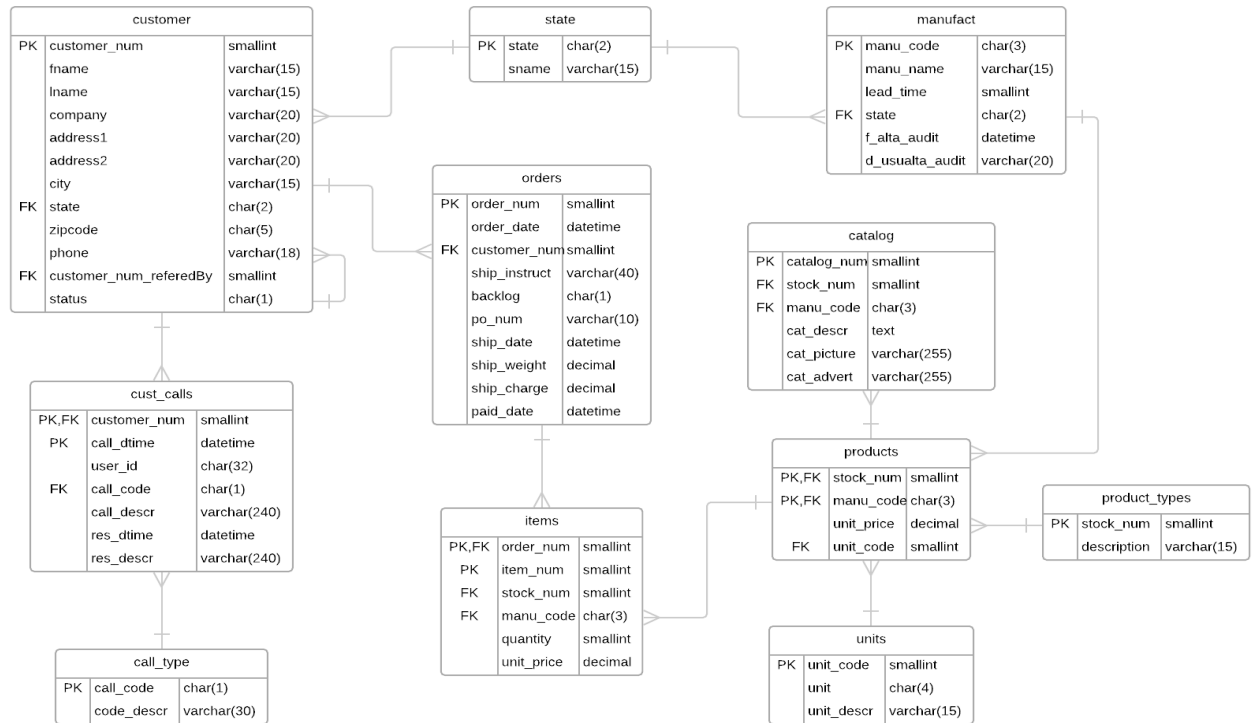 customer
PK customer_num smallint
fname varchar(15)
lname varchar(15)
company varchar(20)
address1 varchar(20)
address2 varchar(20)
city varchar(15)
FK state char(2)
zipcode char(5)
phone varchar(18)
FK customer_num_referedBy smallint
status char(1)
state
PK state char(2)
sname varchar(15)
manufact
PK manu_code char(3)
manu_name varchar(15)
lead_time smallint
FK state char(2)
f_alta_audit datetime
d_usualta_audit varchar(20)
orders
PK order_num smallint
order_date datetime
FK customer_num smallint
ship_instruct varchar(40)
backlog char(1)
po_num varchar(10)
ship_date datetime
ship_weight decimal
ship_charge decimal
paid_date datetime
catalog
PK catalog_num smallint
FK stock_num smallint
FK manu_code char(3)
cat_descr text
cat_picture varchar(255)
cat_advert varchar(255)
cust_calls
PK,FK customer_num smallint
PK call_dtime datetime
user_id char(32)
FK call_code char(1)
call_descr varchar(240)
res_dtime datetime
res_descr varchar(240)
products
PK,FK stock_num smallint
PK,FK manu_code char(3)
unit_price decimal
FK unit_code smallint
product_types
PK stock_num smallint
description varchar(15)
items
PK,FK order_num smallint
PK item_num smallint
FK stock_num smallint
FK manu_code char(3)
quantity smallint
unit_price decimal
call_type
PK call_code char(1)
code_descr varchar(30)
units
PK unit_code smallint
unit char(4)
unit_descr varchar(15)